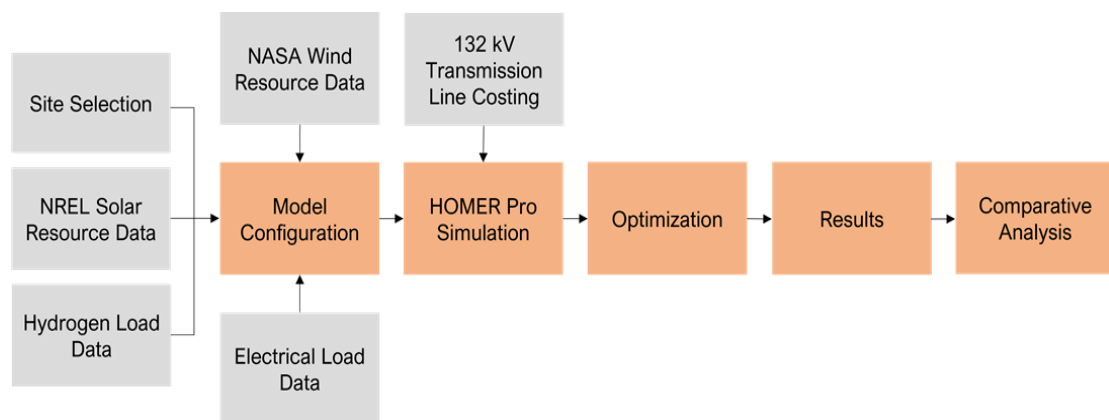 Site Selection
NREL Solar
Resource Data
Hydrogen Load
Data
NASA Wind
Resource Data
Model
Configuration
Electrical Load
Data
132 kV
Transmission
Line Costing
HOMER Pro
Simulation
Optimization
Results
Comparative
Analysis